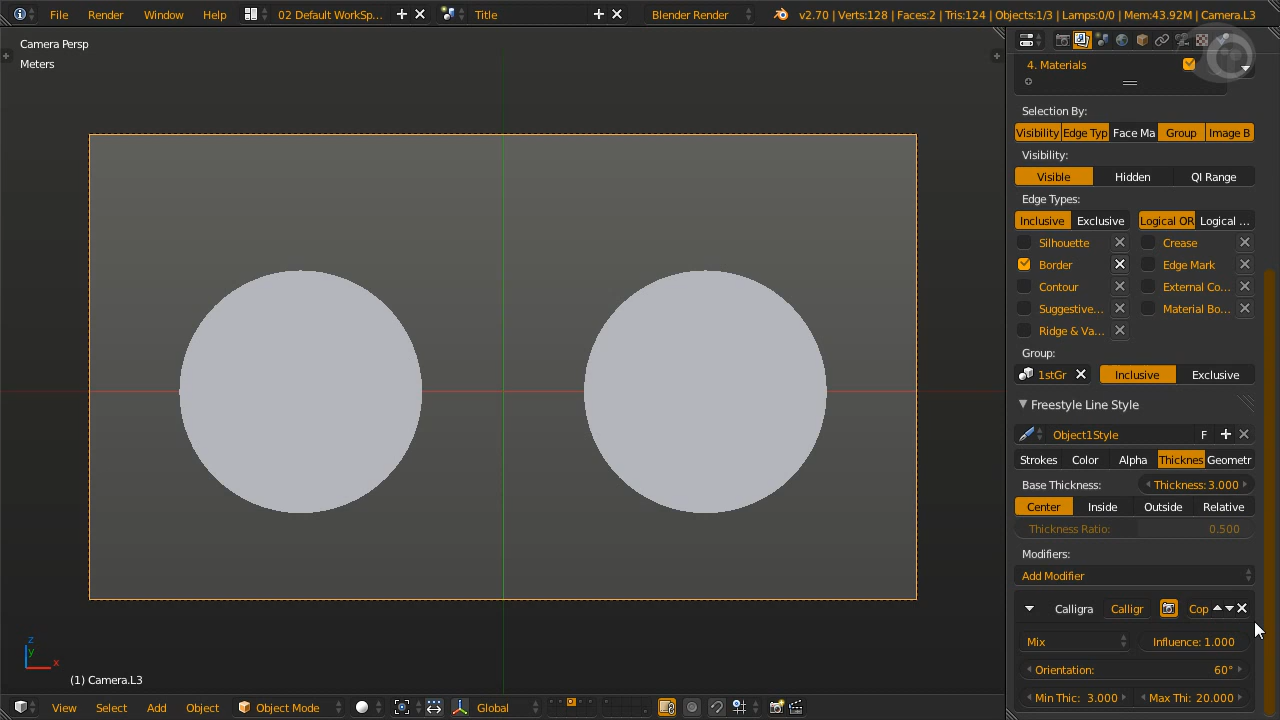 File Render Window Help 02 Default WorkSp... Title Blender Render v2.70 | Verts:128 | Faces:2 | Tris:124 | Objects:1/3 | Lamps:0/0 | Mem:43.92M | Camera.L3
Camera Persp
Meters
4. Materials
Selection By:
Visibility Edge Typ Face Ma Group Image B
Visibility:
Visible Hidden QI Range
Edge Types:
Inclusive Exclusive Logical OR Logical ...
Silhouette Crease
Border Edge Mark
Contour External Co...
Suggestive... Material Bo...
Ridge & Va...
Group:
1stGr Inclusive Exclusive
Freestyle Line Style
Object1Style F
Strokes Color Alpha Thicknes Geometr
Base Thickness: Thickness: 3.000
Center Inside Outside Relative
Thickness Ratio: 0.500
Modifiers:
Add Modifier
Calligra Calligr Cop
Mix Influence: 1.000
Orientation: 60°
Min Thic: 3.000 Max Thi: 20.000
z
y
x
(1) Camera.L3
View Select Add Object Object Mode Global